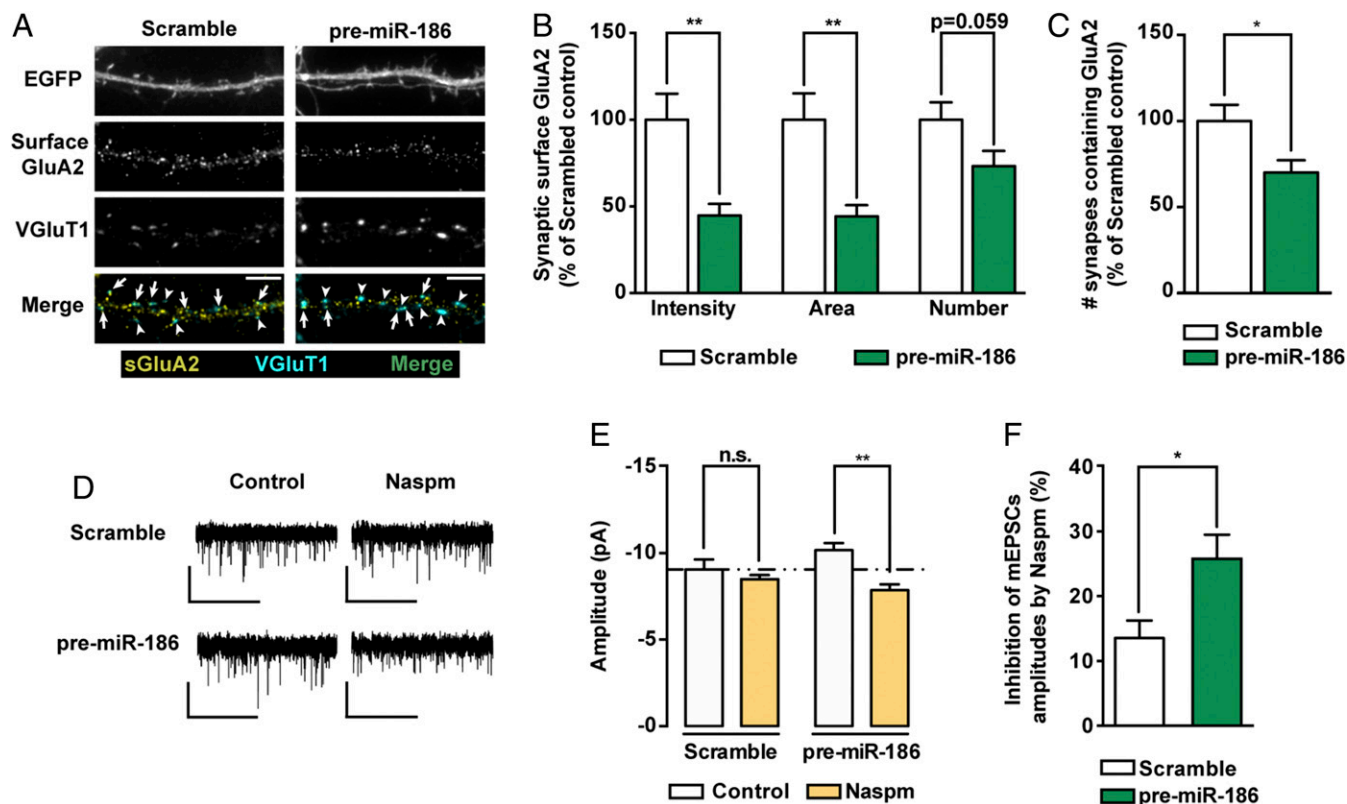 A
Scramble
pre-miR-186
EGFP
Surface
GluA2
VGluT1
Merge
sGluA2 VGluT1 Merge
B
Synaptic surface GluA2
(% of Scrambled control)
150
100
50
0
**
**
p=0.059
Intensity
Area
Number
Scramble
pre-miR-186
C
# synapses containing GluA2
(% of Scrambled control)
150
100
50
0
*
Scramble
pre-miR-186
D
Control
Naspm
Scramble
pre-miR-186
E
Amplitude (pA)
-15
-10
-5
-0
n.s.
**
Scramble
pre-miR-186
Control
Naspm
F
Inhibition of mEPSCs
amplitudes by Naspm (%)
40
30
20
10
0
*
Scramble
pre-miR-186